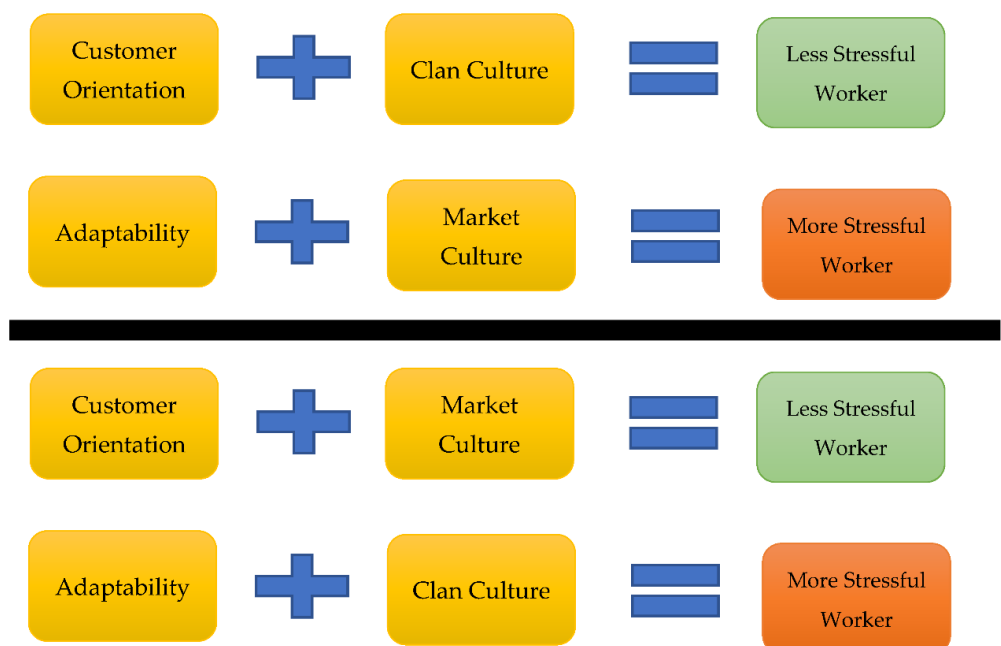 Customer
Orientation
Clan Culture
Less Stressful
Worker
Adaptability
Market
Culture
More Stressful
Worker
Customer
Orientation
Market
Culture
Less Stressful
Worker
Adaptability
Clan Culture
More Stressful
Worker